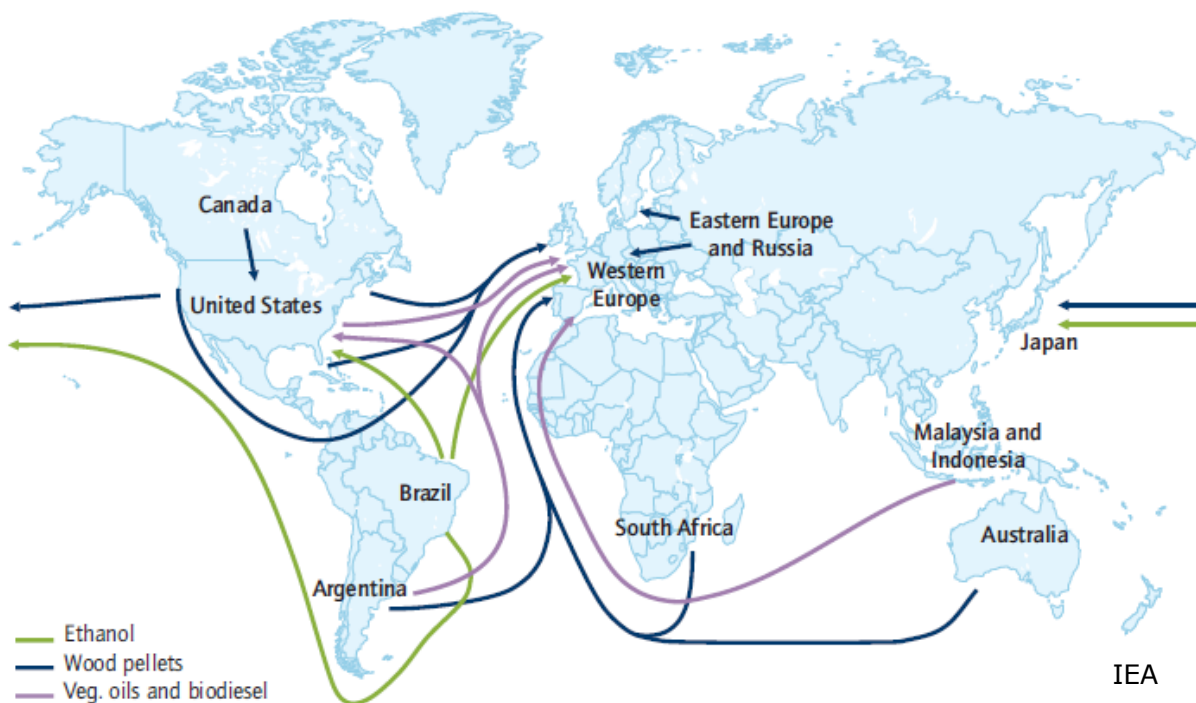 Canada
United States
Eastern Europe
and Russia
Western
Europe
Japan
Malaysia and
Indonesia
Brazil
South Africa
Australia
Argentina
Ethanol
Wood pellets
Veg. oils and biodiesel
IEA